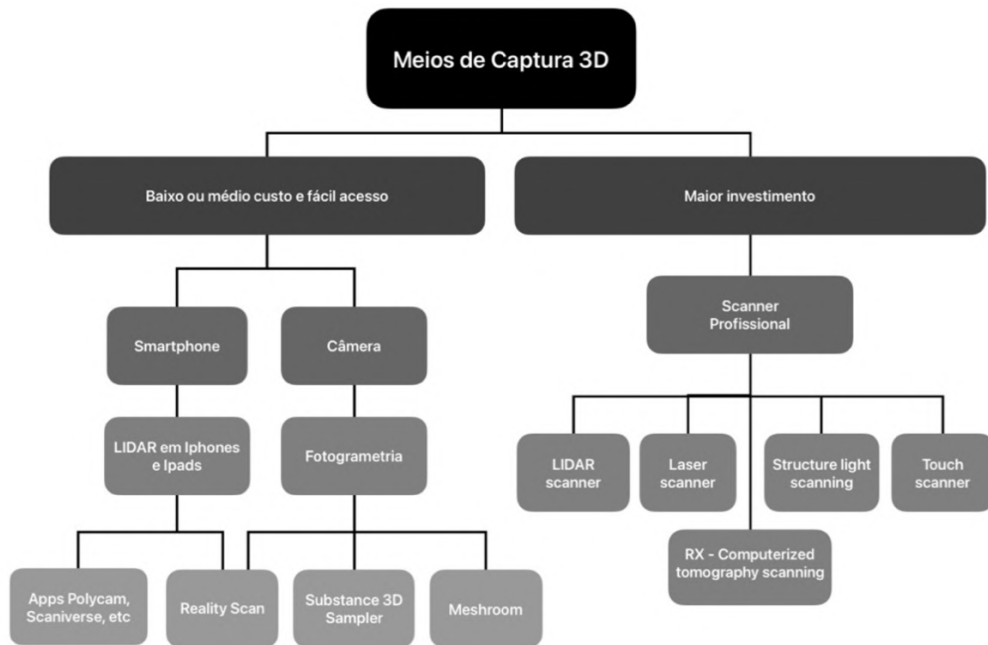 Meios de Captura 3D
Baixo ou médio custo e fácil acesso
Maior investimento
Scanner
Profissional
Smartphone
Câmera
LIDAR em Iphones
e Ipads
Fotogrametria
LIDAR
scanner
Laser
scanner
Structure light
scanning
Touch
scanner
RX - Computerized
tomography scanning
Apps Polycam,
Scaniverse, etc
Reality Scan
Substance 3D
Sampler
Meshroom